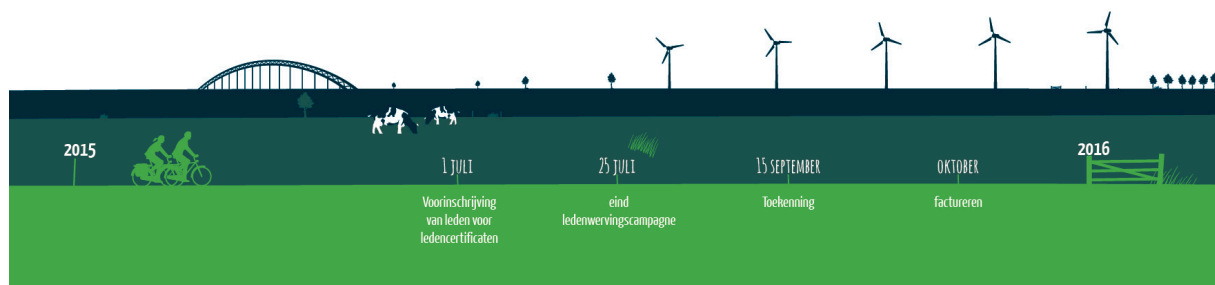 2015
1 JULI
Voorinschrijving
van leden voor
ledencertificaten
25 JULI
eind
ledenwervingscampagne
15 SEPTEMBER
Toekenning
OKTOBER
factureren
2016